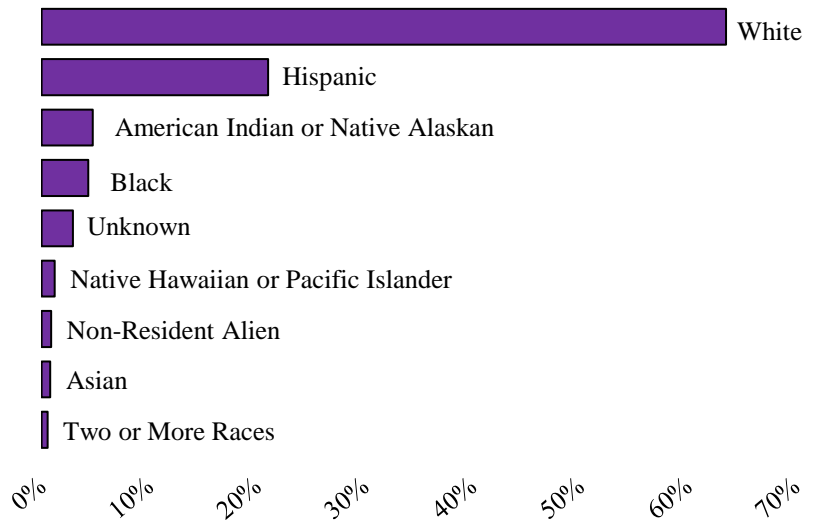 White
Hispanic
American Indian or Native Alaskan
Black
Unknown
Native Hawaiian or Pacific Islander
Non-Resident Alien
Asian
Two or More Races
0% 10% 20% 30% 40% 50% 60% 70%